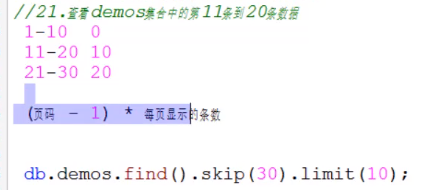 //21.查看demos集合中的第11条到20条数据
1-10 0
11-20 10
21-30 20
(页码 - 1) * 每页显示的条数
db.demos.find().skip(30).limit(10);